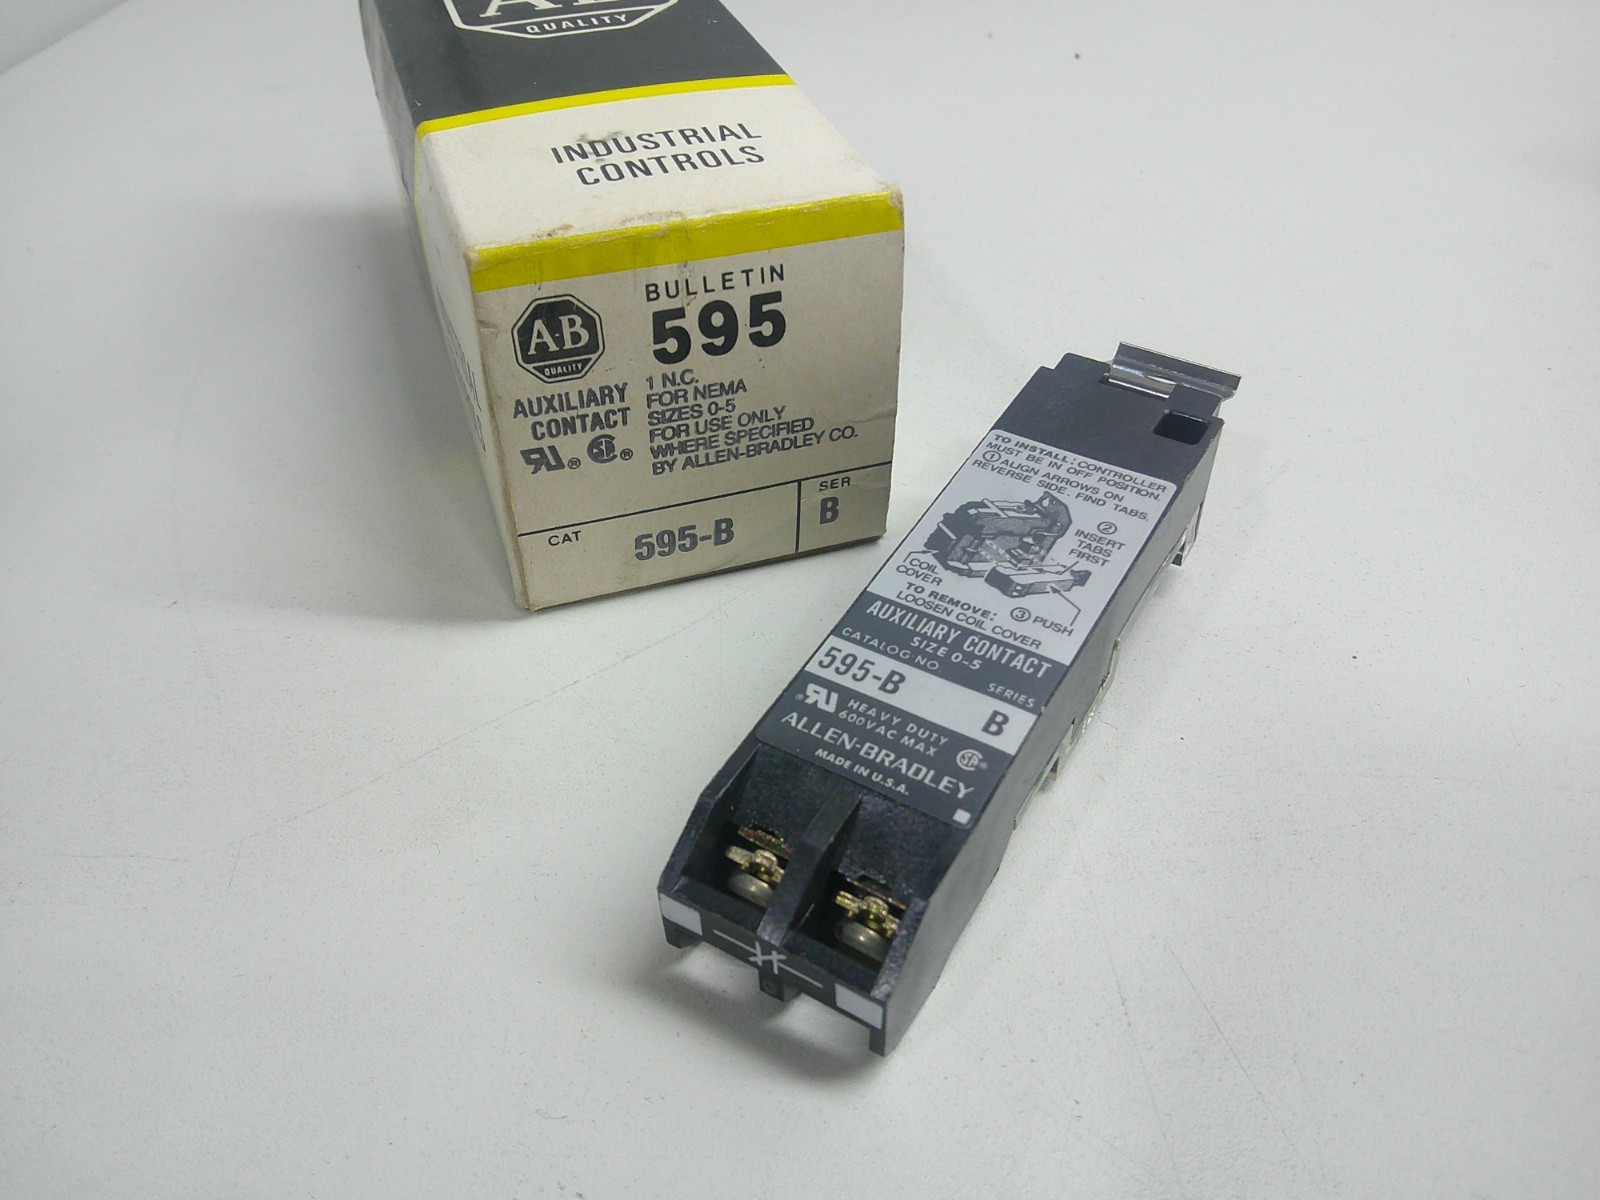 QUALITY
INDUSTRIAL
CONTROLS
A-B
QUALITY
BULLETIN
595
AUXILIARY
CONTACT
1 N.C.
FOR NEMA
SIZES 0-5
FOR USE ONLY
WHERE SPECIFIED
BY ALLEN-BRADLEY CO.
CAT
595-B
SER
B
TO INSTALL: CONTROLLER
MUST BE IN OFF POSITION.
① ALIGN ARROWS ON
REVERSE SIDE. FIND TABS.
②
INSERT
TABS
FIRST
COIL
COVER
③ PUSH
TO REMOVE:
LOOSEN COIL COVER
AUXILIARY CONTACT
SIZE 0-5
CATALOG NO
SERIES
595-B
B
HEAVY DUTY
600V AC MAX
ALLEN-BRADLEY
MADE IN U.S.A.